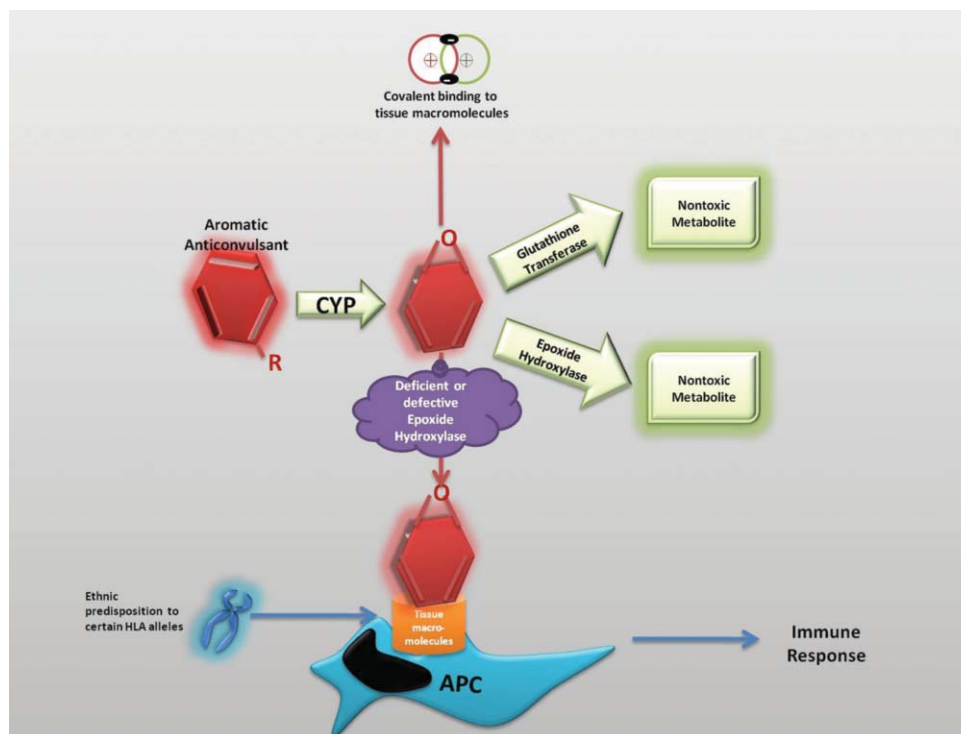 Covalent binding to
tissue macromolecules
Aromatic
Anticonvulsant
R
CYP
O
Glutathione
Transferase
Nontoxic
Metabolite
Epoxide
Hydroxylase
Nontoxic
Metabolite
Deficient or
defective
Epoxide
Hydroxylase
O
Ethnic
predisposition to
certain HLA alleles
Tissue
macro-
molecules
APC
Immune
Response